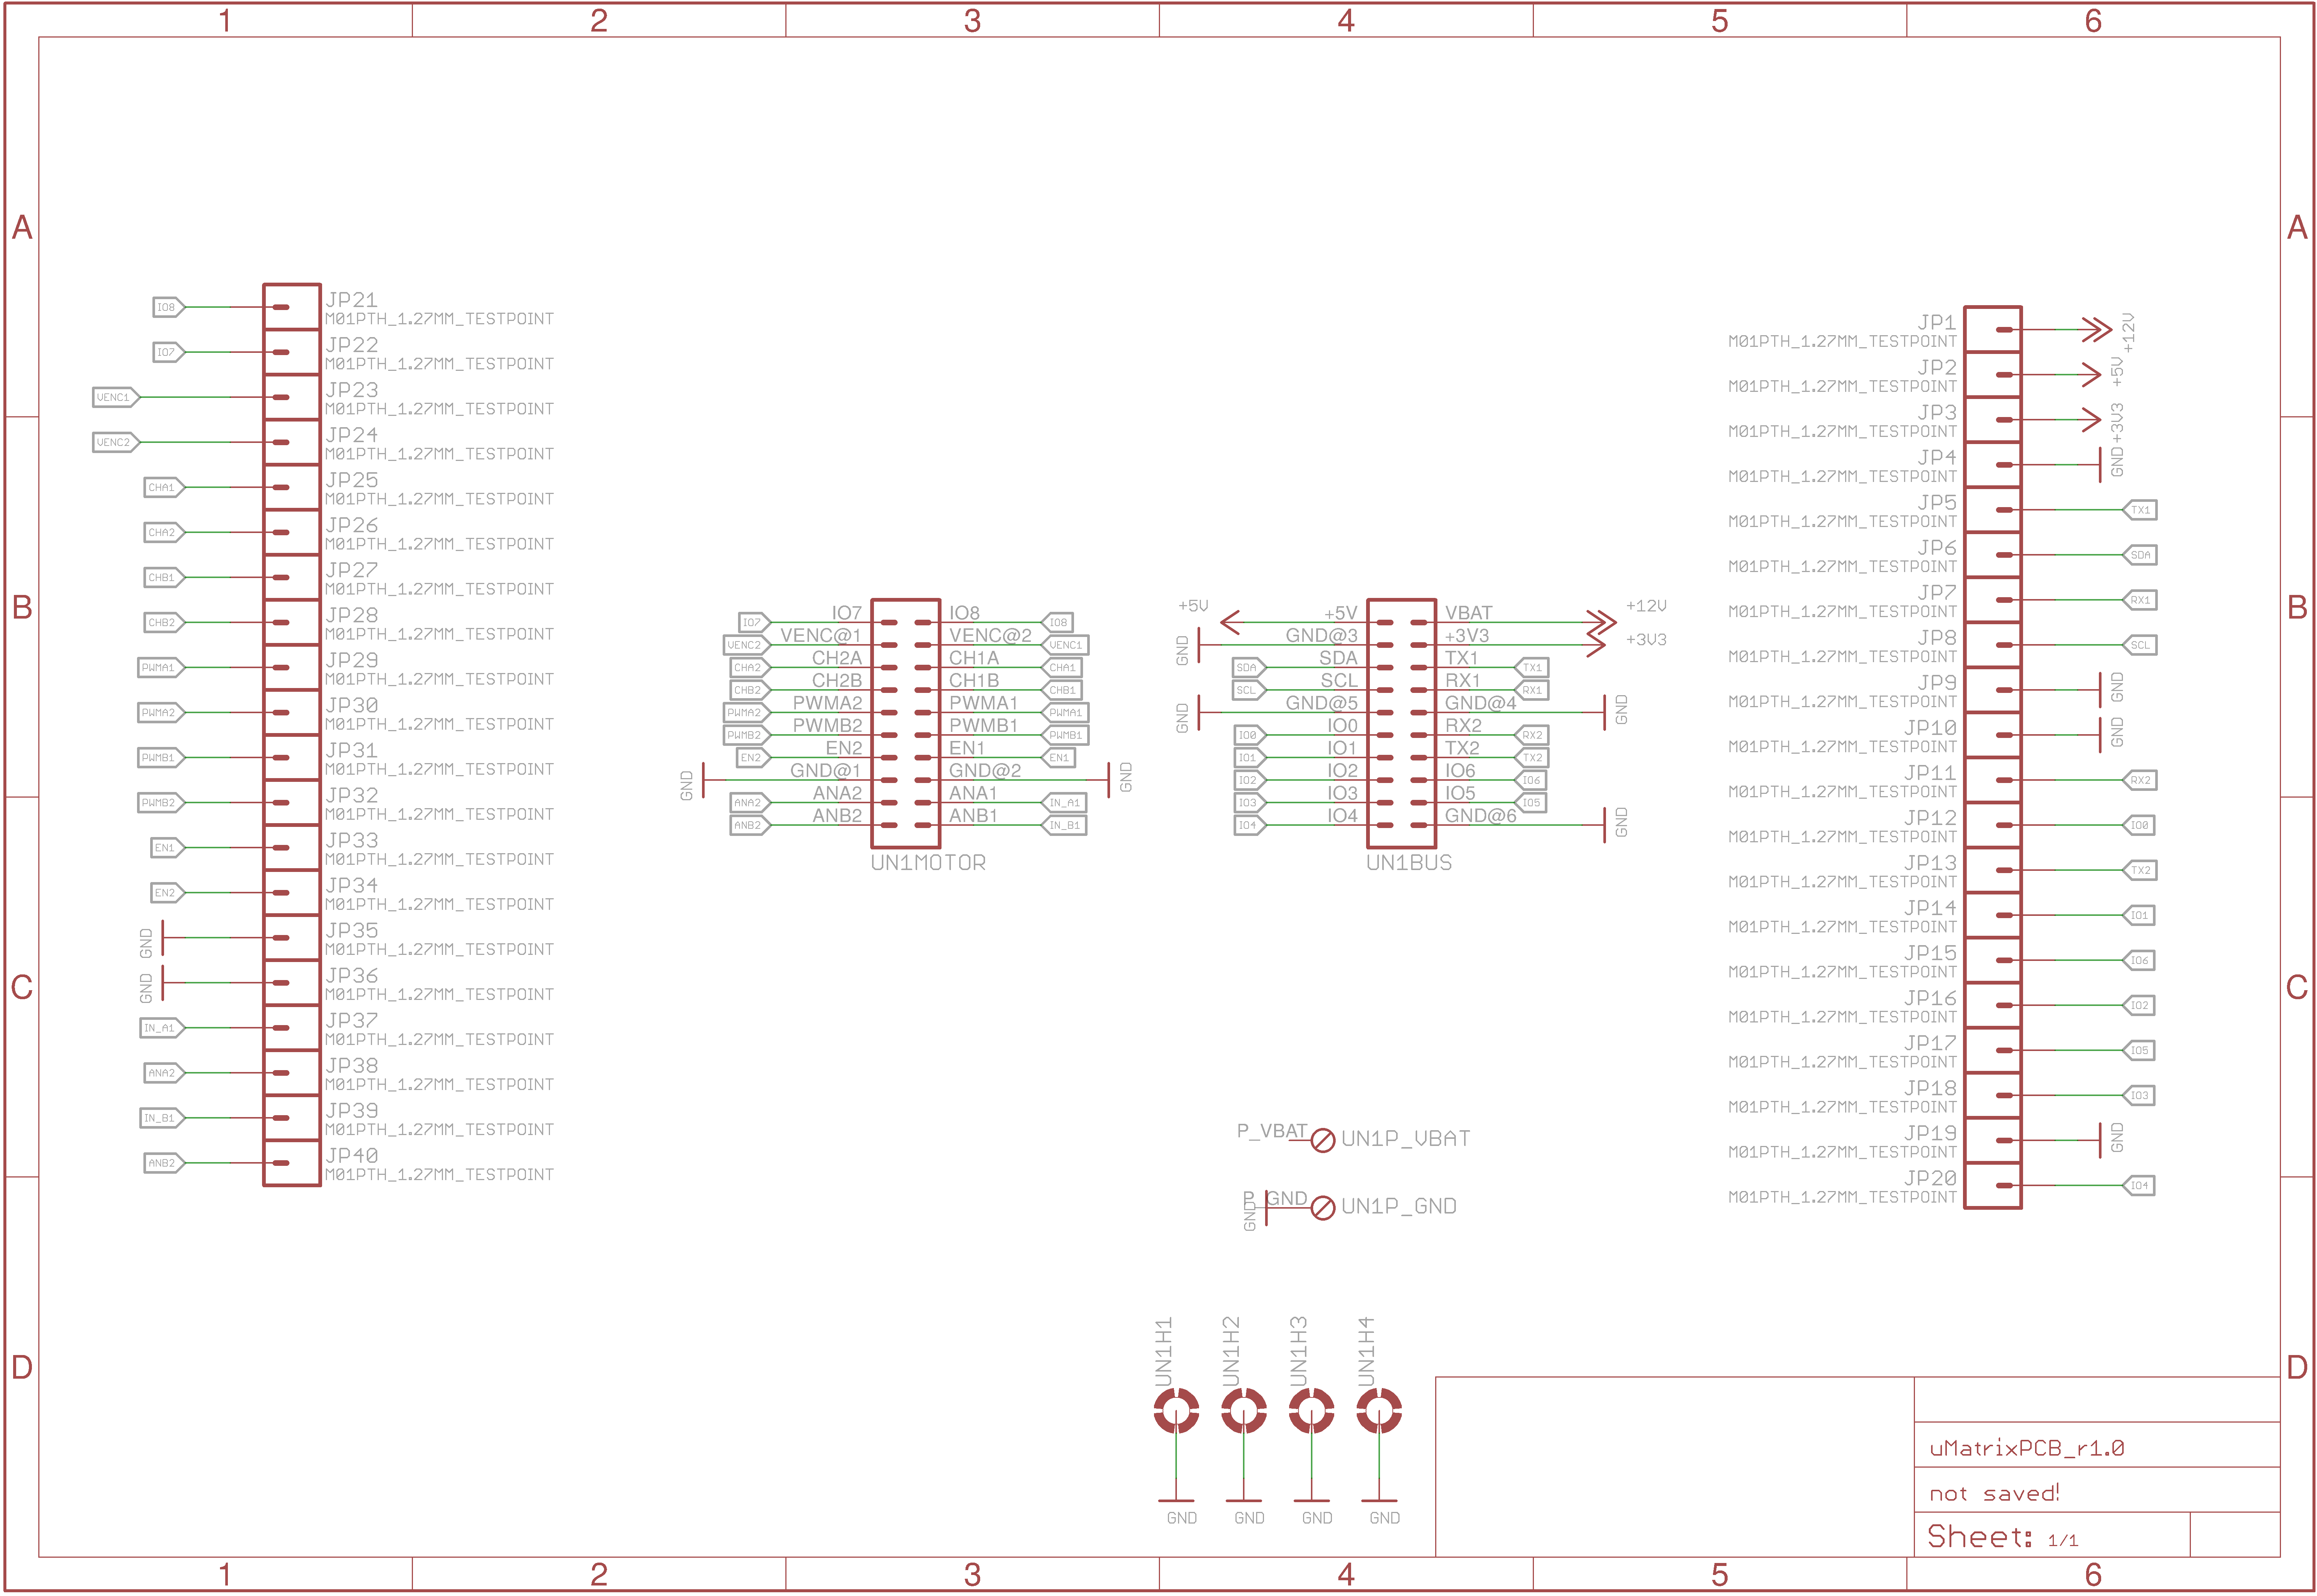 1 2 3 4 5 6
A A
B B
C C
D D
IO8 JP21
M01PTH_1.27MM_TESTPOINT
IO7 JP22
M01PTH_1.27MM_TESTPOINT
VENC1 JP23
M01PTH_1.27MM_TESTPOINT
VENC2 JP24
M01PTH_1.27MM_TESTPOINT
CHA1 JP25
M01PTH_1.27MM_TESTPOINT
CHA2 JP26
M01PTH_1.27MM_TESTPOINT
CHB1 JP27
M01PTH_1.27MM_TESTPOINT
CHB2 JP28
M01PTH_1.27MM_TESTPOINT
PWMA1 JP29
M01PTH_1.27MM_TESTPOINT
PWMA2 JP30
M01PTH_1.27MM_TESTPOINT
PWMB1 JP31
M01PTH_1.27MM_TESTPOINT
PWMB2 JP32
M01PTH_1.27MM_TESTPOINT
EN1 JP33
M01PTH_1.27MM_TESTPOINT
EN2 JP34
M01PTH_1.27MM_TESTPOINT
GND JP35
M01PTH_1.27MM_TESTPOINT
GND JP36
M01PTH_1.27MM_TESTPOINT
IN_A1 JP37
M01PTH_1.27MM_TESTPOINT
ANA2 JP38
M01PTH_1.27MM_TESTPOINT
IN_B1 JP39
M01PTH_1.27MM_TESTPOINT
ANB2 JP40
M01PTH_1.27MM_TESTPOINT
IO7 IO7 IO8 IO8
VENC2 VENC@1 VENC@2 VENC1
CHA2 CH2A CH1A CHA1
CHB2 CH2B CH1B CHB1
PWMA2 PWMA2 PWMA1 PWMA1
PWMB2 PWMB2 PWMB1 PWMB1
EN2 EN2 EN1 EN1
GND GND@1 GND@2 GND
ANA2 ANA2 ANA1 IN_A1
ANB2 ANB2 ANB1 IN_B1
UN1MOTOR
+5V +5V VBAT +12V
GND GND@3 +3V3 +3V3
SDA SDA TX1 TX1
SCL SCL RX1 RX1
GND GND@5 GND@4 GND
IO0 IO0 RX2 RX2
IO1 IO1 TX2 TX2
IO2 IO2 IO6 IO6
IO3 IO3 IO5 IO5
IO4 IO4 GND@6 GND
UN1BUS
P_VBAT UN1P_VBAT
P_GND UN1P_GND
GND
UN1H1 UN1H2 UN1H3 UN1H4
GND GND GND GND
JP1 +12V
M01PTH_1.27MM_TESTPOINT
JP2 +5V
M01PTH_1.27MM_TESTPOINT
JP3 +3V3
M01PTH_1.27MM_TESTPOINT
JP4 GND
M01PTH_1.27MM_TESTPOINT
JP5 TX1
M01PTH_1.27MM_TESTPOINT
JP6 SDA
M01PTH_1.27MM_TESTPOINT
JP7 RX1
M01PTH_1.27MM_TESTPOINT
JP8 SCL
M01PTH_1.27MM_TESTPOINT
JP9 GND
M01PTH_1.27MM_TESTPOINT
JP10 GND
M01PTH_1.27MM_TESTPOINT
JP11 RX2
M01PTH_1.27MM_TESTPOINT
JP12 IO0
M01PTH_1.27MM_TESTPOINT
JP13 TX2
M01PTH_1.27MM_TESTPOINT
JP14 IO1
M01PTH_1.27MM_TESTPOINT
JP15 IO6
M01PTH_1.27MM_TESTPOINT
JP16 IO2
M01PTH_1.27MM_TESTPOINT
JP17 IO5
M01PTH_1.27MM_TESTPOINT
JP18 IO3
M01PTH_1.27MM_TESTPOINT
JP19 GND
M01PTH_1.27MM_TESTPOINT
JP20 IO4
M01PTH_1.27MM_TESTPOINT
uMatrixPCB_r1.0
not saved!
Sheet: 1/1
1 2 3 4 5 6